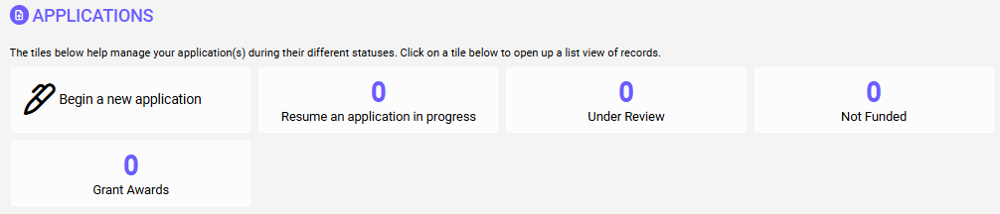 APPLICATIONS
The tiles below help manage your application(s) during their different statuses. Click on a tile below to open up a list view of records.
Begin a new application
0
Resume an application in progress
0
Under Review
0
Not Funded
0
Grant Awards